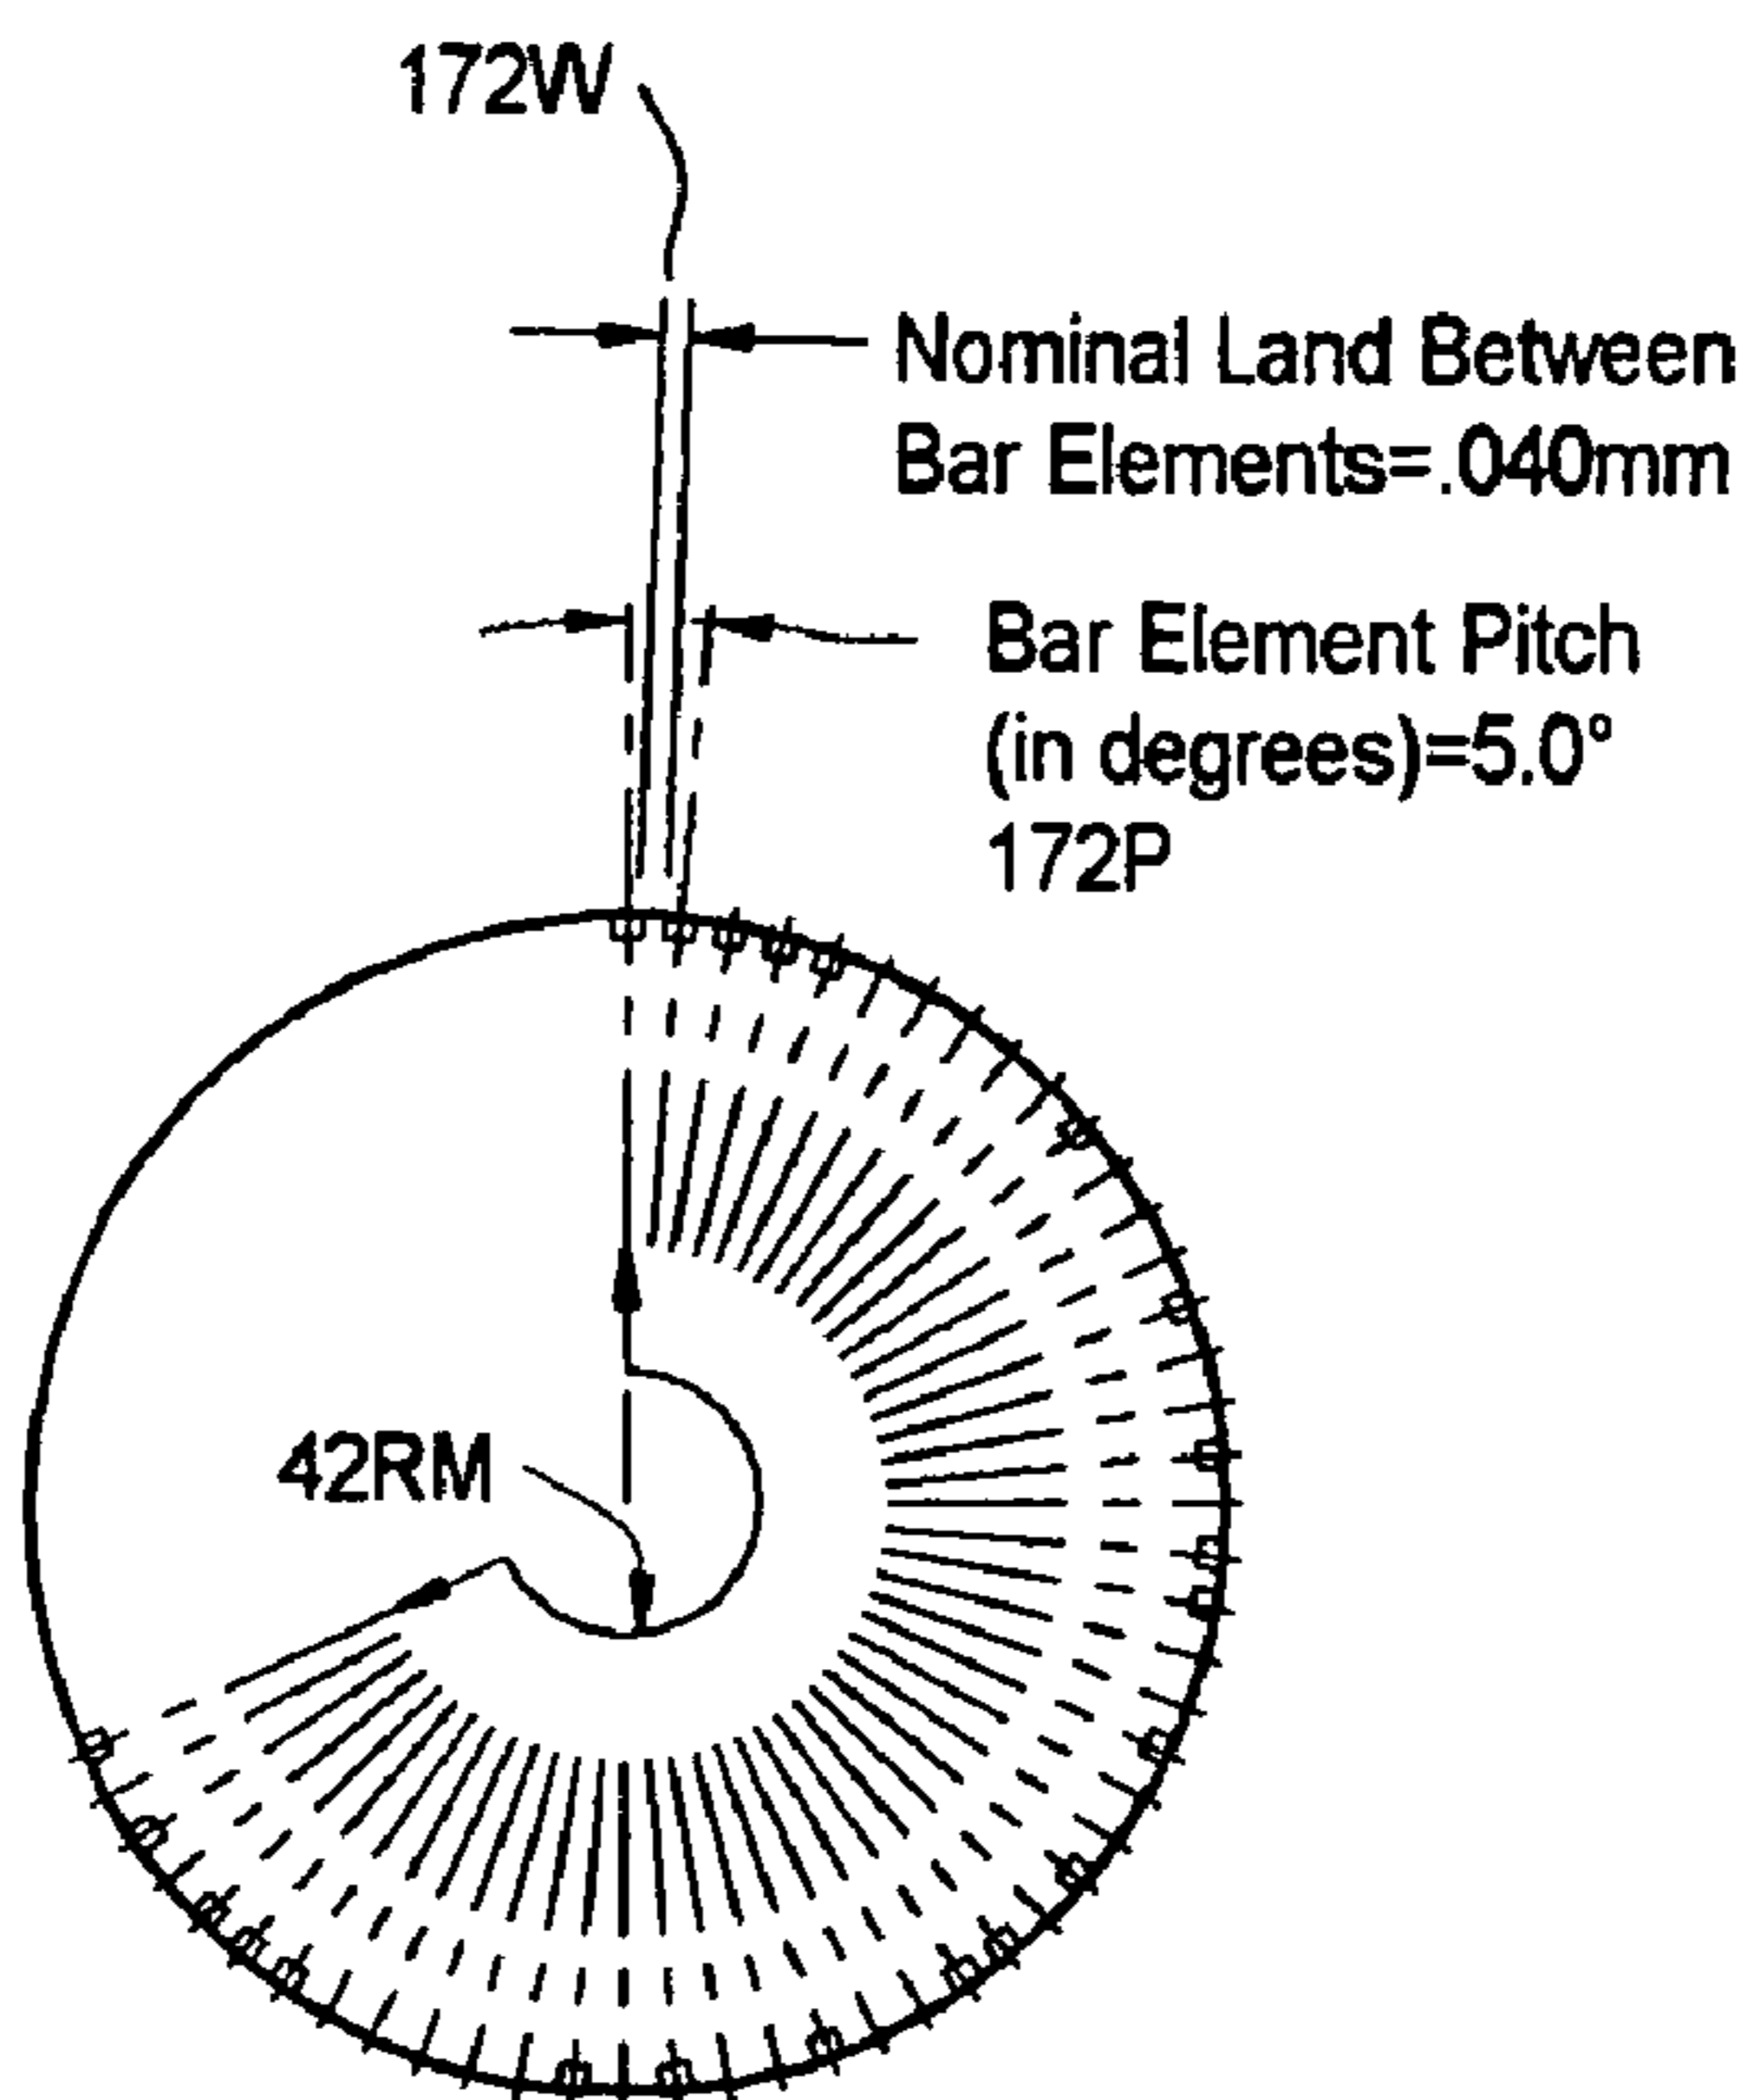 172W
Nominal Land Between
Bar Elements=.040mm
Bar Element Pitch
(in degrees)=5.0°
172P
42RM